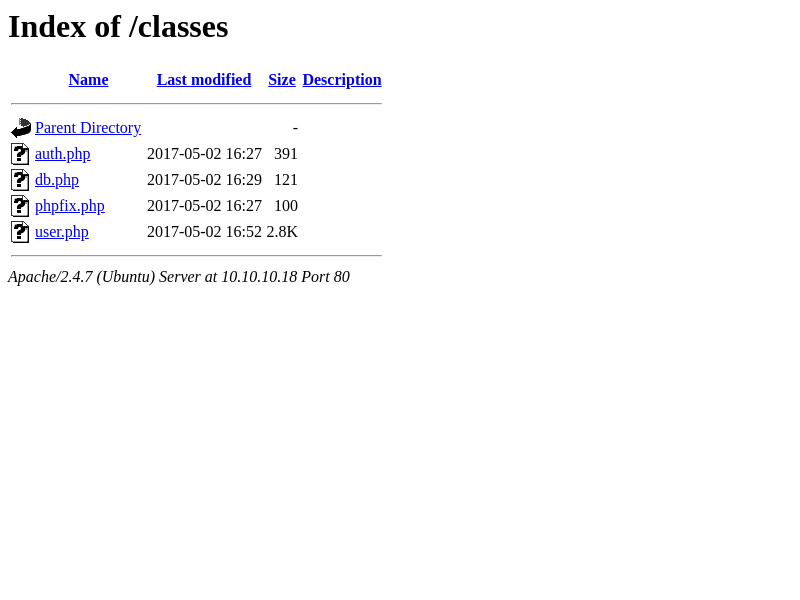 Index of /classes
Name Last modified Size Description
Parent Directory -
auth.php 2017-05-02 16:27 391
db.php 2017-05-02 16:29 121
phpfix.php 2017-05-02 16:27 100
user.php 2017-05-02 16:52 2.8K
Apache/2.4.7 (Ubuntu) Server at 10.10.10.18 Port 80